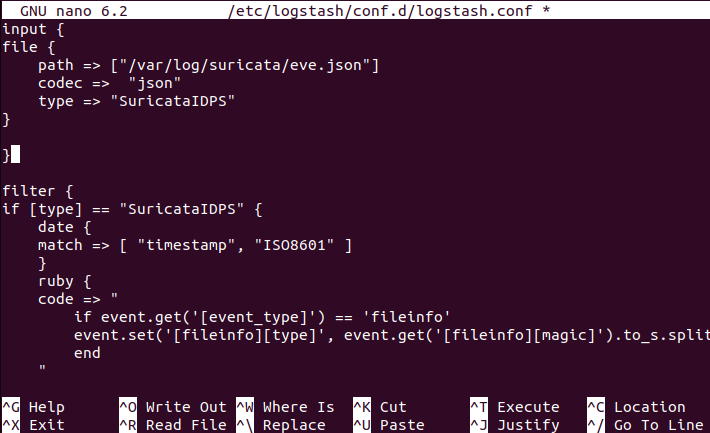 GNU nano 6.2 /etc/logstash/conf.d/logstash.conf *
input {
file {
    path => ["/var/log/suricata/eve.json"]
    codec =>  "json"
    type => "SuricataIDPS"
}

}

filter {
if [type] == "SuricataIDPS" {
    date {
    match => [ "timestamp", "ISO8601" ]
    }
    ruby {
    code => "
        if event.get('[event_type]') == 'fileinfo'
        event.set('[fileinfo][type]', event.get('[fileinfo][magic]').to_s.split
        end
    "
^G Help ^O Write Out ^W Where Is ^K Cut ^T Execute ^C Location
^X Exit ^R Read File ^\ Replace ^U Paste ^J Justify ^/ Go To Line